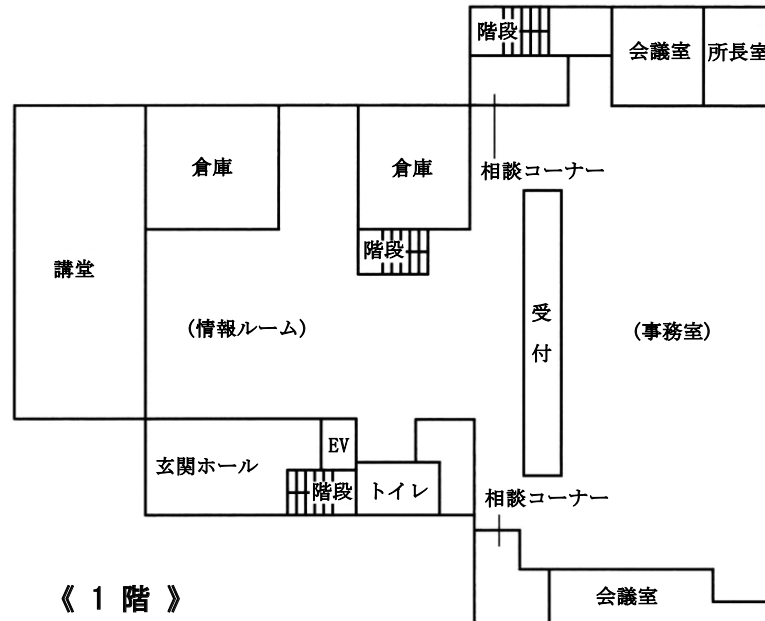 階段
会議室
所長室
倉庫
倉庫
相談コーナー
階段
講堂
(情報ルーム)
受付
(事務室)
EV
玄関ホール
階段
トイレ
相談コーナー
会議室
《 1 階 》